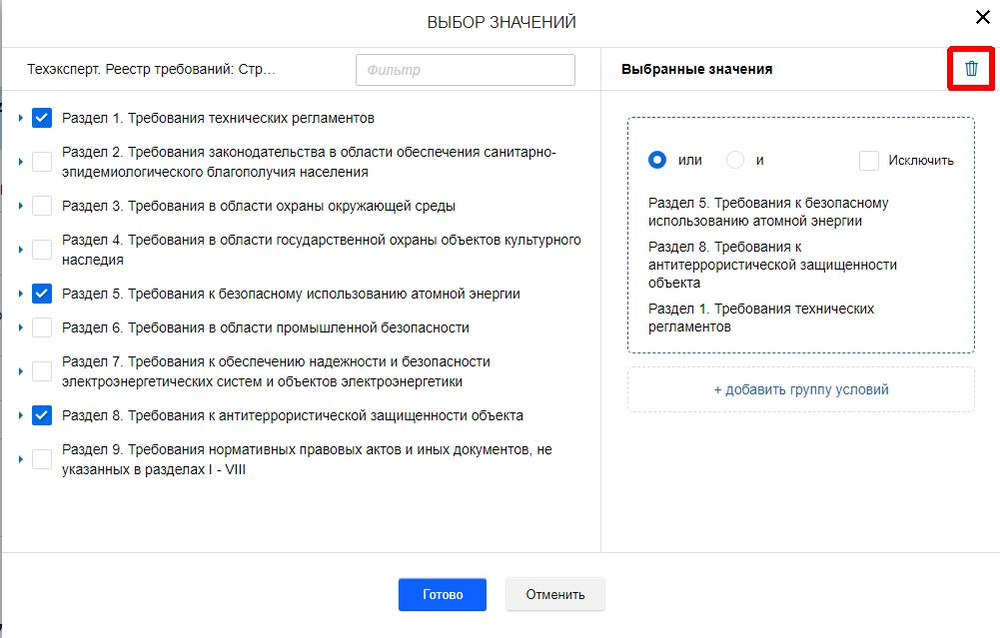 ВЫБОР ЗНАЧЕНИЙ
Техэксперт. Реестр требований: Стр…
Фильтр
Выбранные значения
Раздел 1. Требования технических регламентов
Раздел 2. Требования законодательства в области обеспечения санитарно-
эпидемиологического благополучия населения
Раздел 3. Требования в области охраны окружающей среды
Раздел 4. Требования в области государственной охраны объектов культурного
наследия
Раздел 5. Требования к безопасному использованию атомной энергии
Раздел 6. Требования в области промышленной безопасности
Раздел 7. Требования к обеспечению надежности и безопасности
электроэнергетических систем и объектов электроэнергетики
Раздел 8. Требования к антитеррористической защищенности объекта
Раздел 9. Требования нормативных правовых актов и иных документов, не
указанных в разделах I - VIII
или
и
Исключить
Раздел 5. Требования к безопасному
использованию атомной энергии
Раздел 8. Требования к
антитеррористической защищенности
объекта
Раздел 1. Требования технических
регламентов
+ добавить группу условий
Готово
Отменить